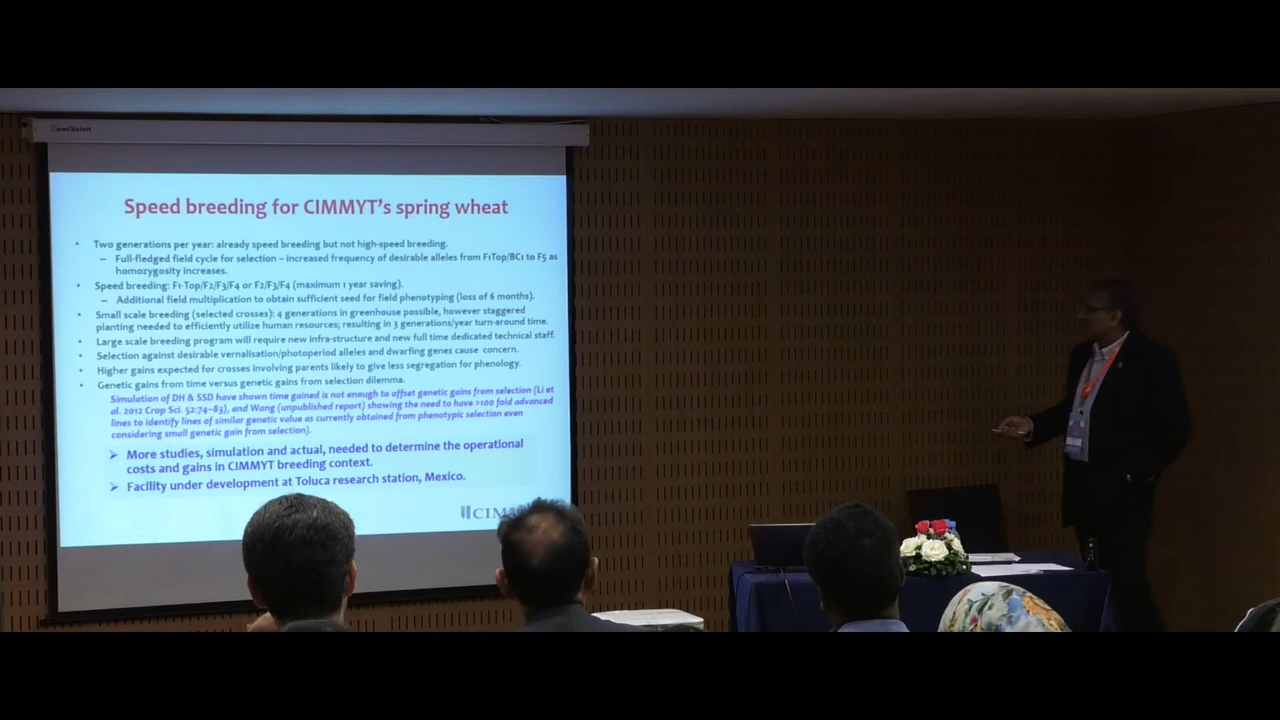 Speed breeding for CIMMYT's spring wheat
• Two generations per year: already speed breeding but not high-speed breeding.
– Full-fledged field cycle for selection – increased frequency of desirable alleles from F1Top/BC1 to F5 as
homozygosity increases.
• Speed breeding: F1-Top/F2/F3/F4 or F2/F3/F4 (maximum 1 year saving).
– Additional field multiplication to obtain sufficient seed for field phenotyping (loss of 6 months).
• Small scale breeding (selected crosses): 4 generations in greenhouse possible, however staggered
planting needed to efficiently utilize human resources; resulting in 3 generations/year turn-around time.
• Large scale breeding program will require new infra-structure and new full time dedicated technical staff.
• Selection against desirable vernalisation/photoperiod alleles and dwarfing genes cause concern.
• Higher gains expected for crosses involving parents likely to give less segregation for phenology.
• Genetic gains from time versus genetic gains from selection dilemma.
Simulation of DH & SSD have shown time gained is not enough to offset genetic gains from selection (Li et
al. 2012 Crop Sci. 52:74–83), and Wang (unpublished report) showing the need to have >100 fold advanced
lines to identify lines of similar genetic value as currently obtained from phenotypic selection even
considering small genetic gain from selection).
➢ More studies, simulation and actual, needed to determine the operational
costs and gains in CIMMYT breeding context.
➢ Facility under development at Toluca research station, Mexico.